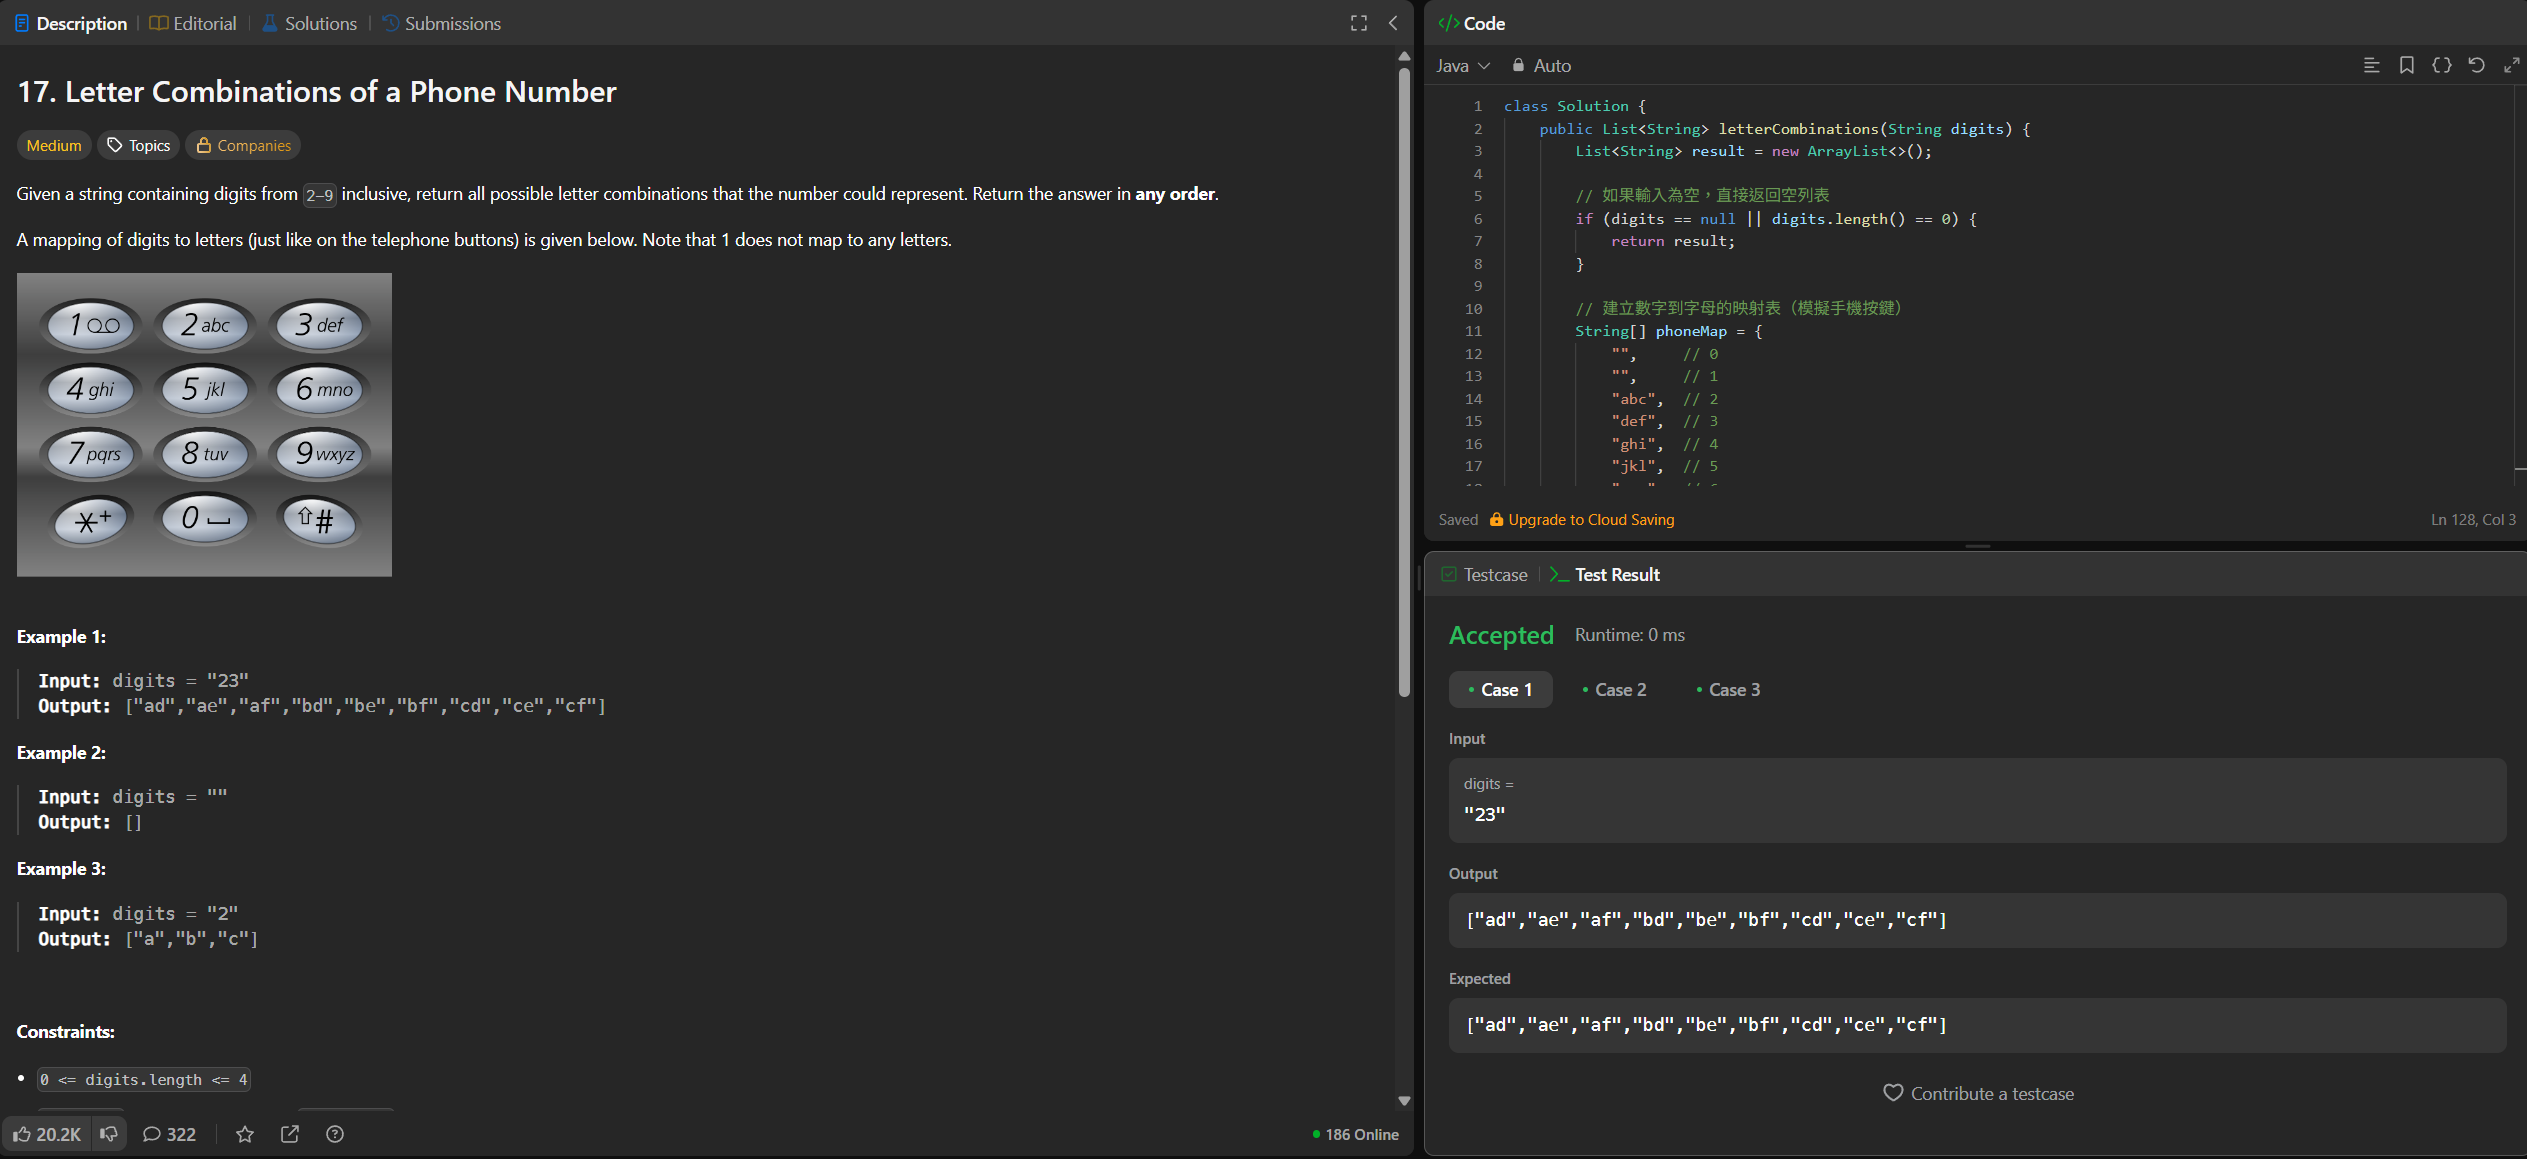 Description
Editorial
Solutions
Submissions
17. Letter Combinations of a Phone Number
Medium
Topics
Companies
Given a string containing digits from 2-9 inclusive, return all possible letter combinations that the number could represent. Return the answer in any order.
A mapping of digits to letters (just like on the telephone buttons) is given below. Note that 1 does not map to any letters.
1 2 abc 3 def
4 ghi 5 jkl 6 mno
7 pqrs 8 tuv 9 wxyz
* + 0 #
Example 1:
Input: digits = "23"
Output: ["ad","ae","af","bd","be","bf","cd","ce","cf"]
Example 2:
Input: digits = ""
Output: []
Example 3:
Input: digits = "2"
Output: ["a","b","c"]
Constraints:
• 0 <= digits.length <= 4
20.2K
322
186 Online
</> Code
Java
Auto
1 class Solution {
2 public List<String> letterCombinations(String digits) {
3 List<String> result = new ArrayList<>();
4
5 // 如果輸入為空，直接返回空列表
6 if (digits == null || digits.length() == 0) {
7 return result;
8 }
9
10 // 建立數字到字母的映射表（模擬手機按鍵）
11 String[] phoneMap = {
12 "", // 0
13 "", // 1
14 "abc", // 2
15 "def", // 3
16 "ghi", // 4
17 "jkl", // 5
Saved
Upgrade to Cloud Saving
Ln 128, Col 3
Testcase
Test Result
Accepted
Runtime: 0 ms
Case 1
Case 2
Case 3
Input
digits =
"23"
Output
["ad","ae","af","bd","be","bf","cd","ce","cf"]
Expected
["ad","ae","af","bd","be","bf","cd","ce","cf"]
Contribute a testcase